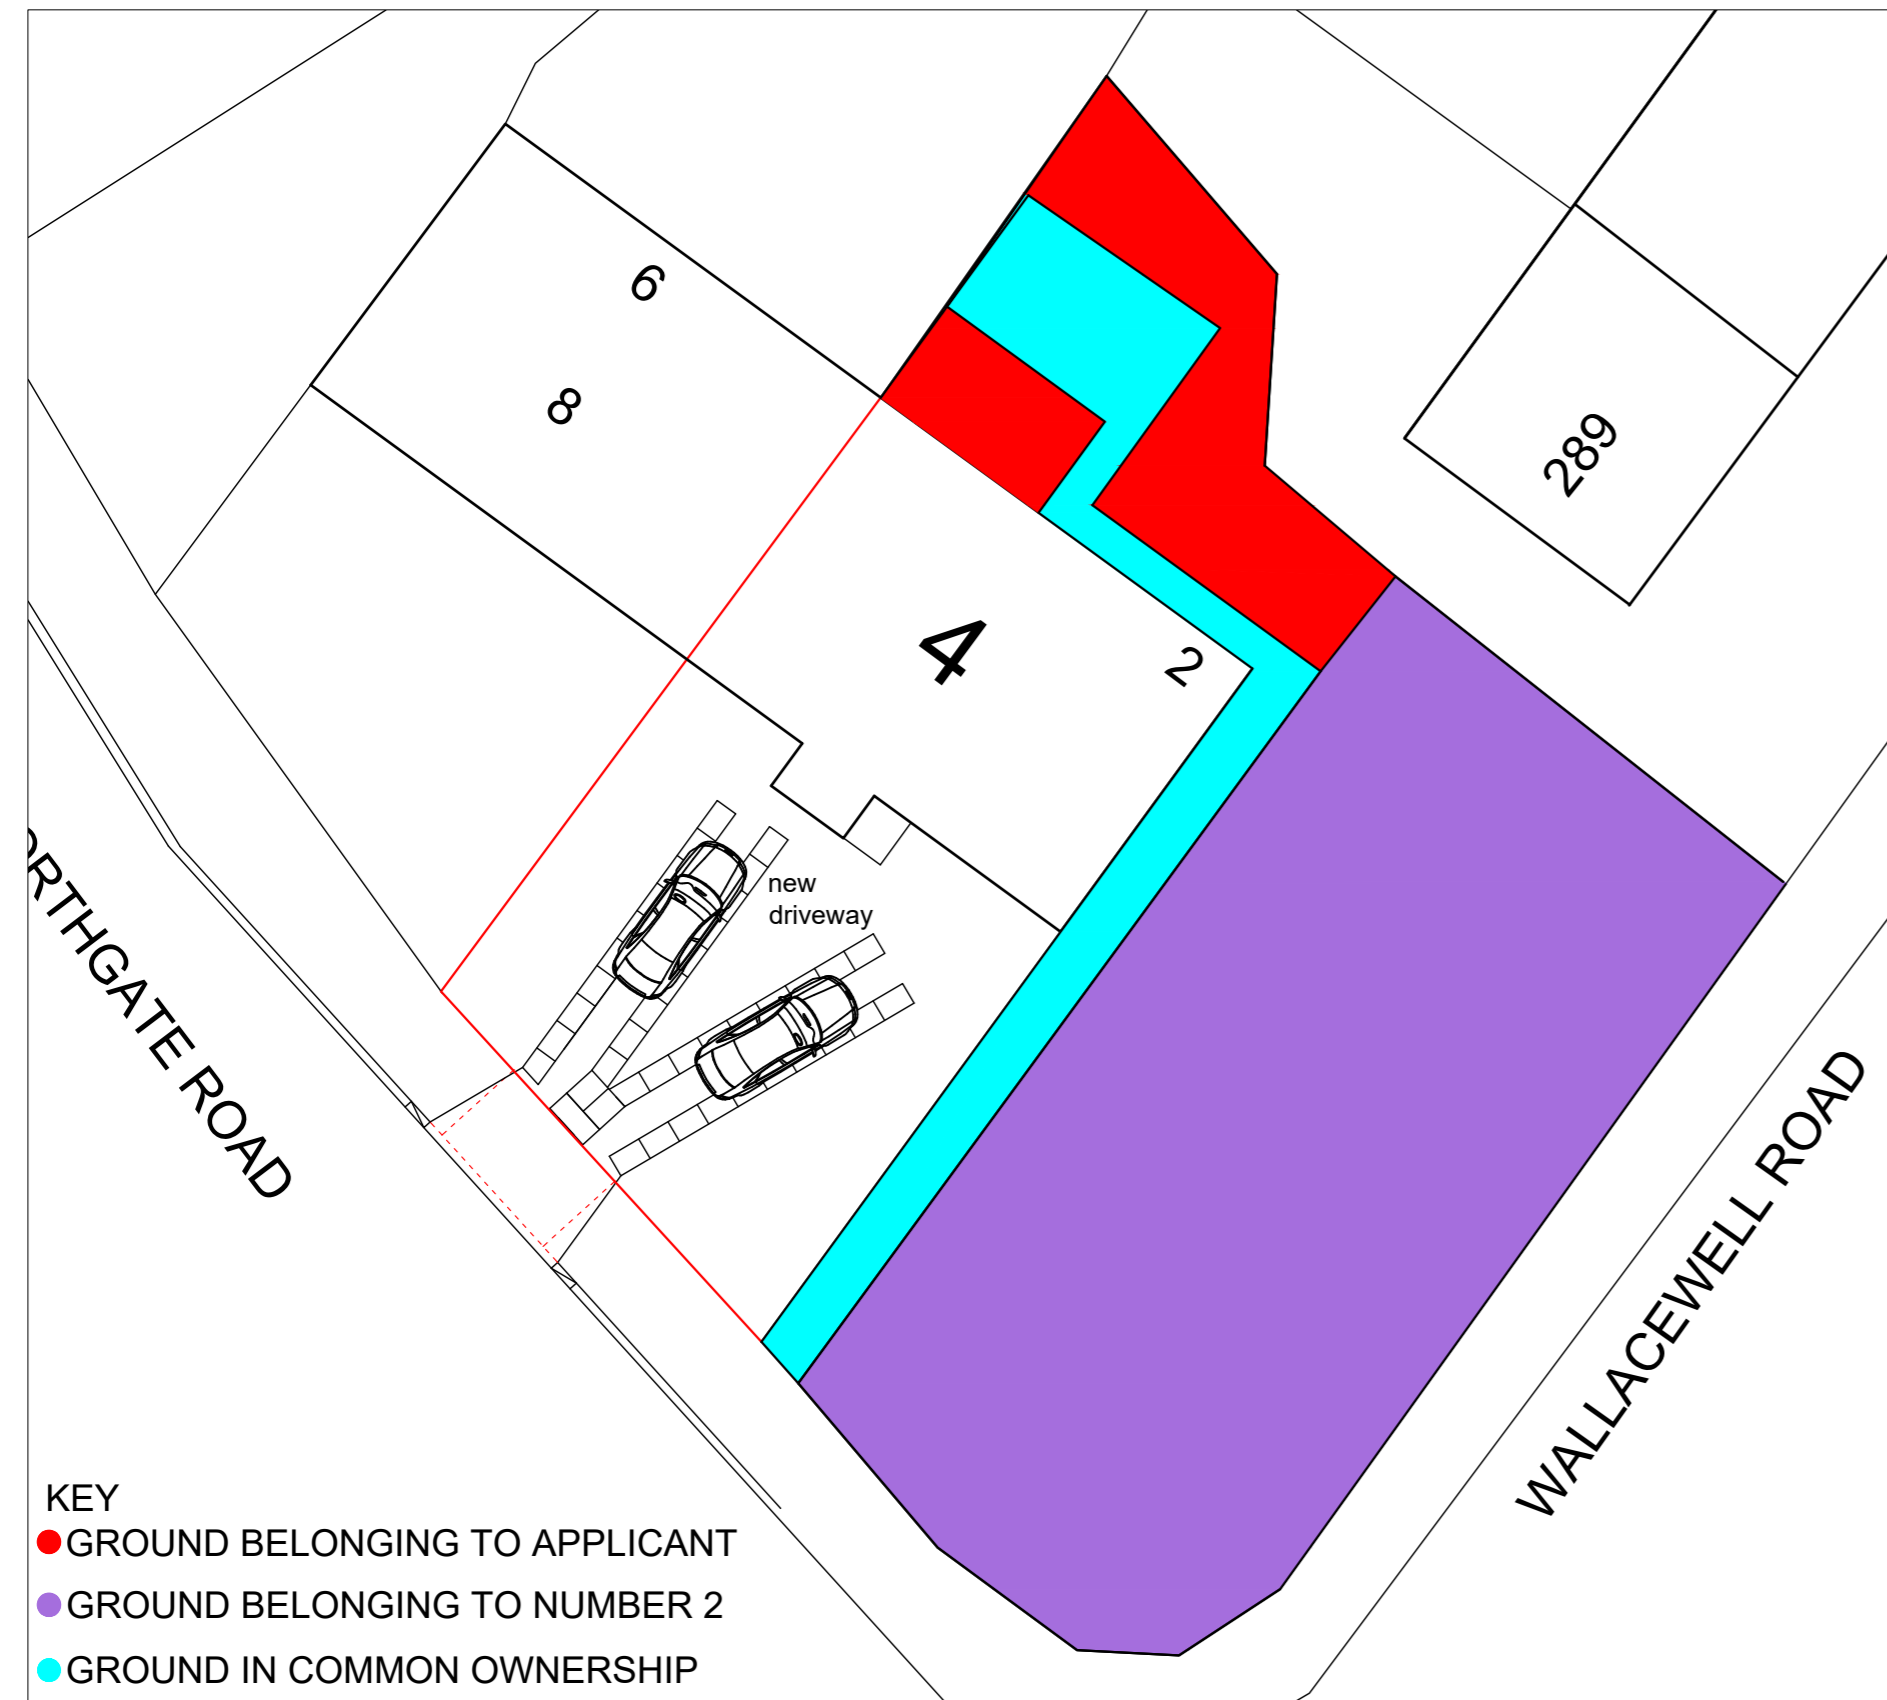 6
8
289
4
2
new
driveway
ORTHGATE ROAD
WALLACEWELL ROAD
KEY
GROUND BELONGING TO APPLICANT
GROUND BELONGING TO NUMBER 2
GROUND IN COMMON OWNERSHIP